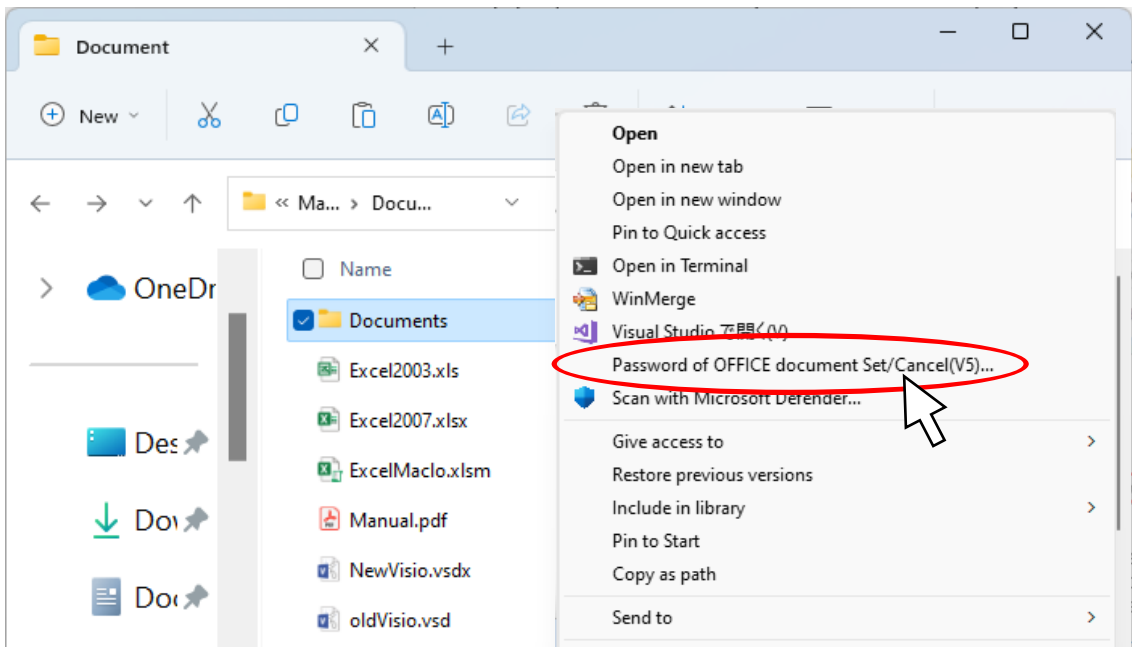 Document
New
Ma... > Docu...
OneDr
Name
Documents
Excel2003.xls
Excel2007.xlsx
ExcelMaclo.xlsm
Manual.pdf
NewVisio.vsdx
oldVisio.vsd
Des
Dov
Doc
Open
Open in new tab
Open in new window
Pin to Quick access
Open in Terminal
WinMerge
Visual Studio で開く(V)
Password of OFFICE document Set/Cancel(V5)...
Scan with Microsoft Defender...
Give access to
Restore previous versions
Include in library
Pin to Start
Copy as path
Send to